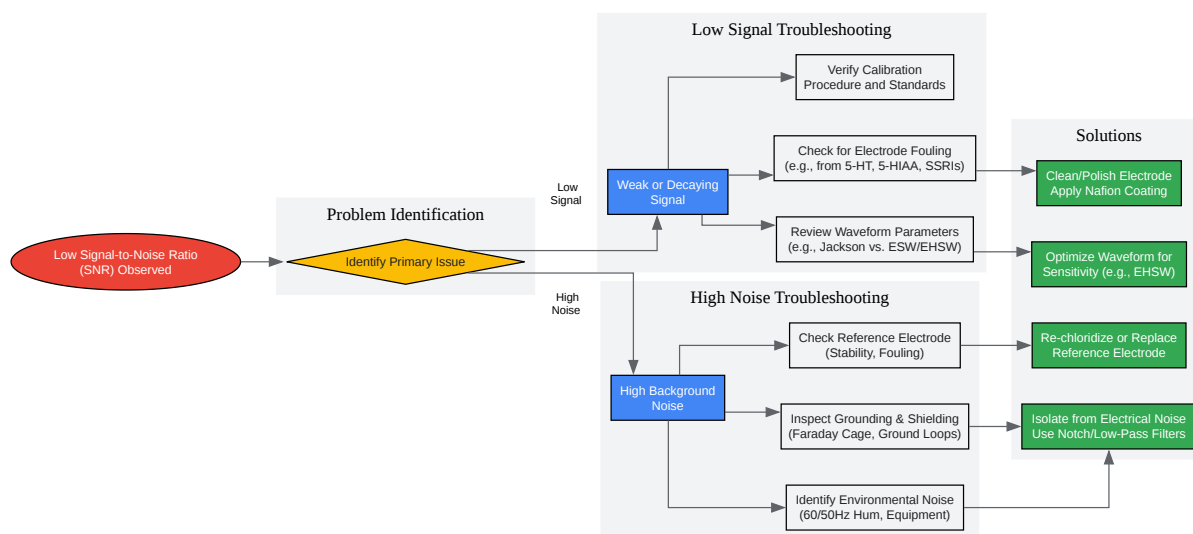 Low Signal Troubleshooting
Verify Calibration
Procedure and Standards
Solutions
Check for Electrode Fouling
(e.g., from 5-HT, 5-HIAA, SSRIs)
Clean/Polish Electrode
Apply Nafion Coating
Low
Signal
Weak or Decaying
Signal
Problem Identification
Review Waveform Parameters
(e.g., Jackson vs. ESW/EHSW)
Low Signal-to-Noise Ratio
(SNR) Observed
Identify Primary Issue
Optimize Waveform for
Sensitivity (e.g., EHSW)
High
Noise
High Noise Troubleshooting
Check Reference Electrode
(Stability, Fouling)
Re-chloridize or Replace
Reference Electrode
High Background
Noise
Inspect Grounding & Shielding
(Faraday Cage, Ground Loops)
Isolate from Electrical Noise
Use Notch/Low-Pass Filters
Identify Environmental Noise
(60/50Hz Hum, Equipment)